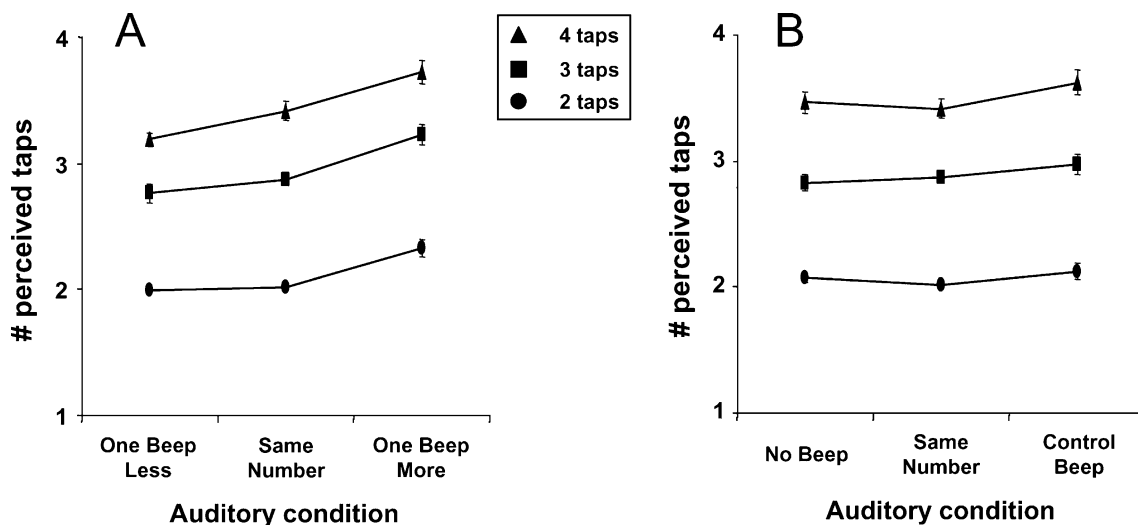 A
4
3
2
1
# perceived taps
One Beep
Less
Same
Number
One Beep
More
Auditory condition
4 taps
3 taps
2 taps
B
4
3
2
1
# perceived taps
No Beep
Same
Number
Control
Beep
Auditory condition